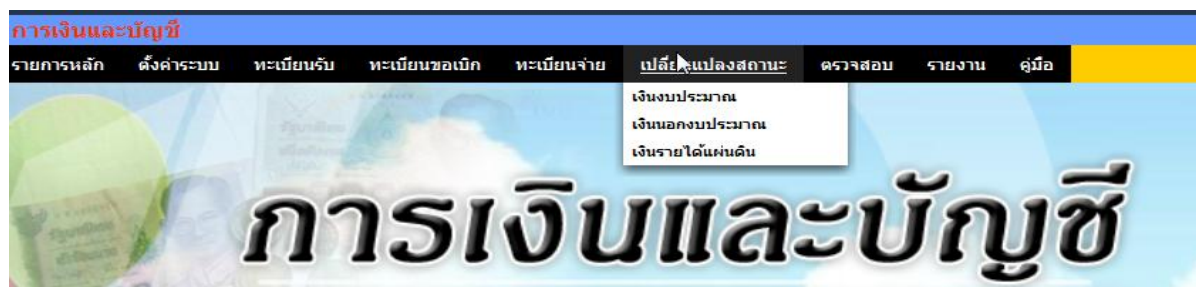 การเงินและบัญชี
รายการหลัก ตั้งค่าระบบ ทะเบียนรับ ทะเบียนขอเบิก ทะเบียนจ่าย เปลี่ยนแปลงสถานะ ตรวจสอบ รายงาน คู่มือ
เงินงบประมาณ
เงินนอกงบประมาณ
เงินรายได้แผ่นดิน
การเงินและบัญชี